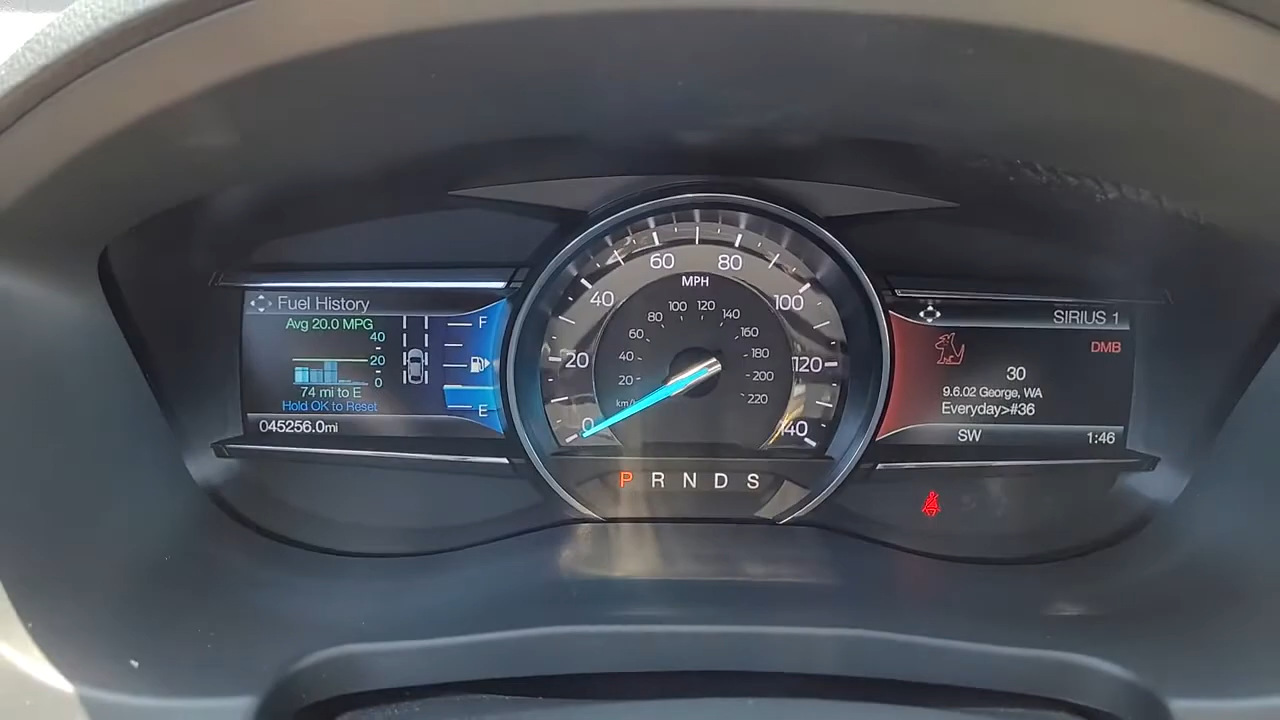 Fuel History
Avg 20.0 MPG
40
20
0
74 mi to E
Hold OK to Reset
045256.0mi
F
E
0
20
40
60
80
100
120
140
MPH
km/h
20
40
60
80
100
120
140
160
180
200
220
P R N D S
SIRIUS 1
DMB
30
9.6.02 George, WA
Everyday>#36
SW
1:46